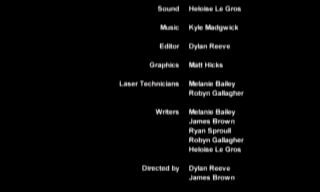 Sound Heloise Le Gros
Music Kyle Madgwick
Editor Dylan Reeve
Graphics Matt Hicks
Laser Technicians Melanie Bailey
Robyn Gallagher
Writers Melanie Bailey
James Brown
Ryan Sproull
Robyn Gallagher
Heloise Le Gros
Directed by Dylan Reeve
James Brown